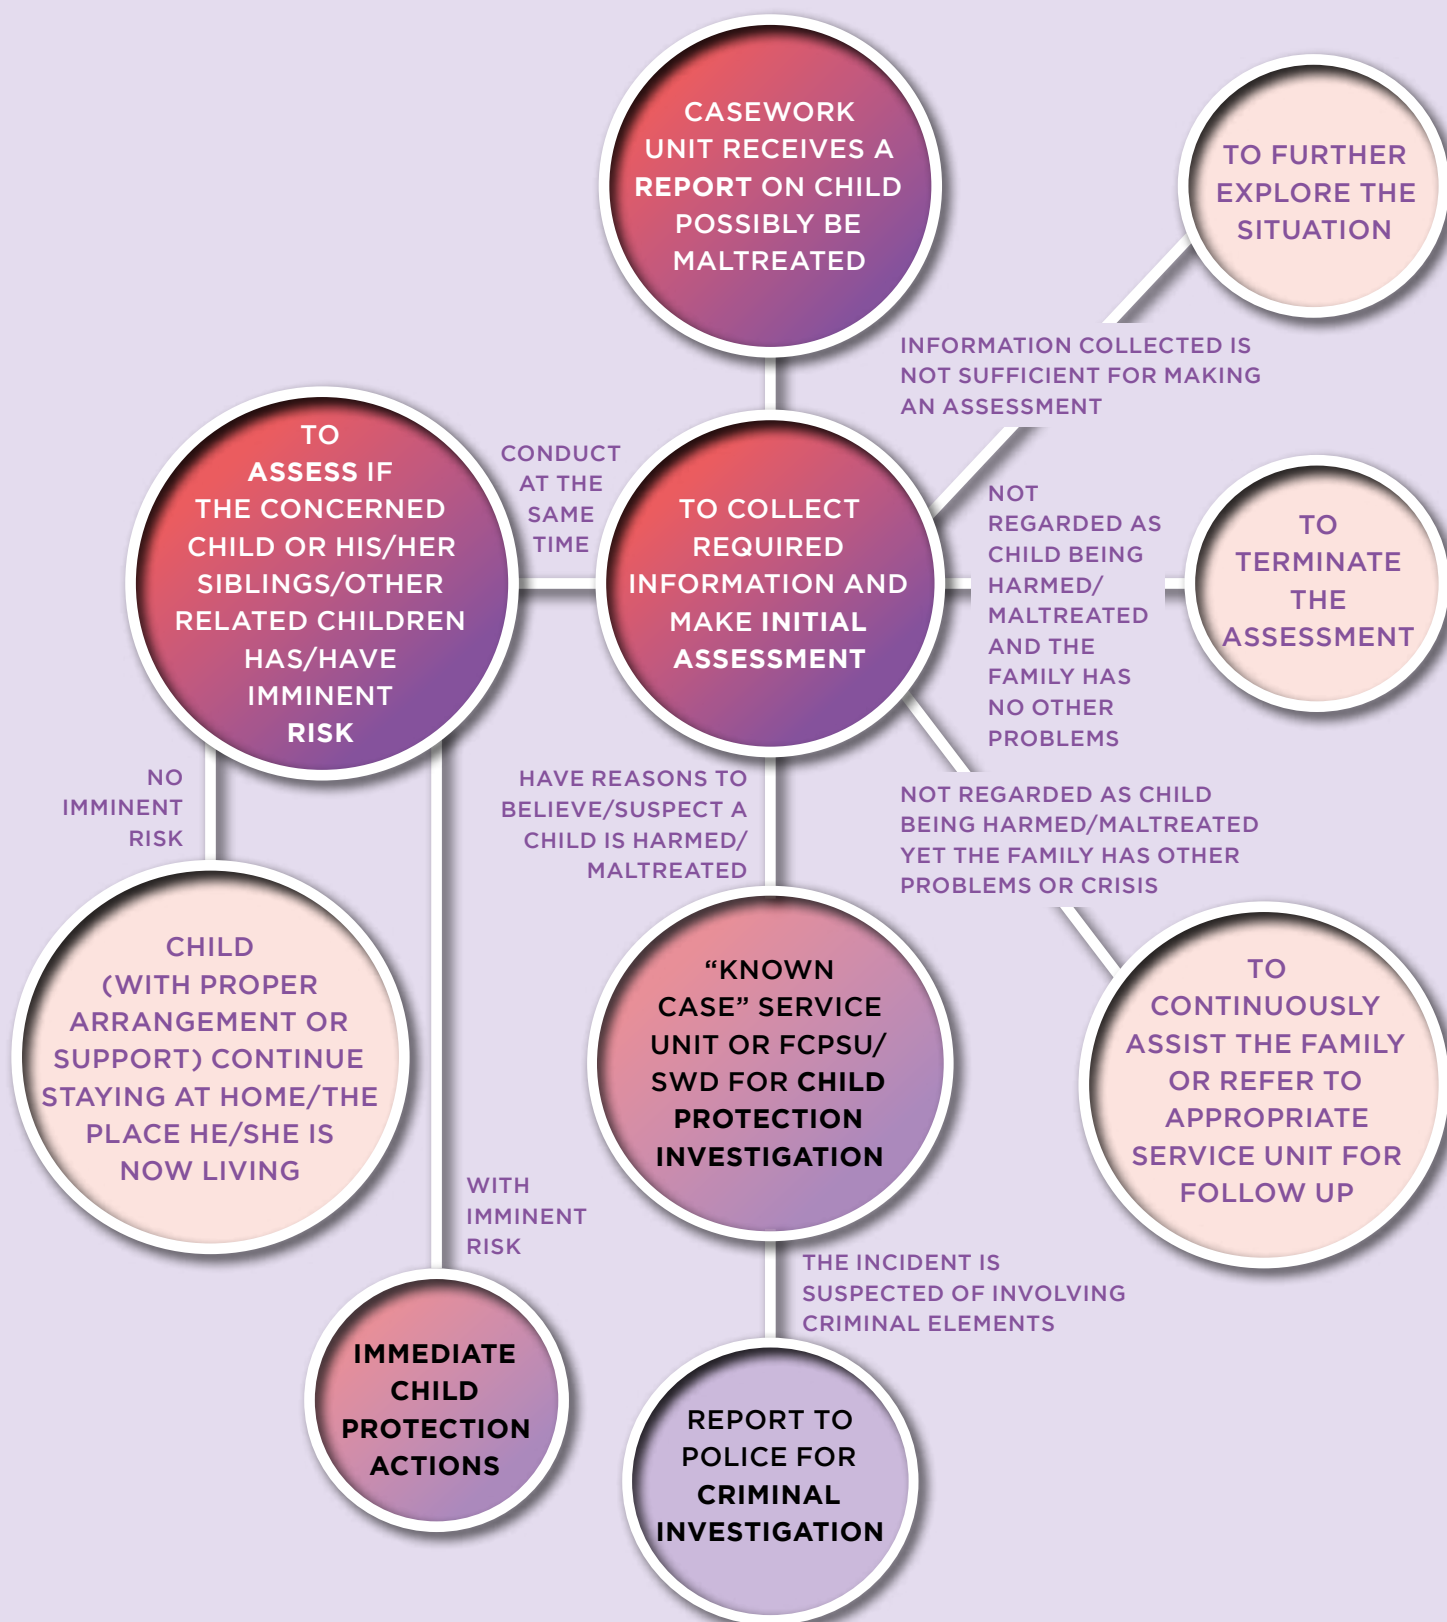 CASEWORK
UNIT RECEIVES A
REPORT ON CHILD
POSSIBLY BE
MALTREATED
TO FURTHER
EXPLORE THE
SITUATION
INFORMATION COLLECTED IS
NOT SUFFICIENT FOR MAKING
AN ASSESSMENT
TO
ASSESS IF
THE CONCERNED
CHILD OR HIS/HER
SIBLINGS/OTHER
RELATED CHILDREN
HAS/HAVE
IMMINENT
RISK
CONDUCT
AT THE
SAME
TIME
TO COLLECT
REQUIRED
INFORMATION AND
MAKE INITIAL
ASSESSMENT
NOT
REGARDED AS
CHILD BEING
HARMED/
MALTREATED
AND THE
FAMILY HAS
NO OTHER
PROBLEMS
TO
TERMINATE
THE
ASSESSMENT
NO
IMMINENT
RISK
HAVE REASONS TO
BELIEVE/SUSPECT A
CHILD IS HARMED/
MALTREATED
NOT REGARDED AS CHILD
BEING HARMED/MALTREATED
YET THE FAMILY HAS OTHER
PROBLEMS OR CRISIS
CHILD
(WITH PROPER
ARRANGEMENT OR
SUPPORT) CONTINUE
STAYING AT HOME/THE
PLACE HE/SHE IS
NOW LIVING
“KNOWN
CASE” SERVICE
UNIT OR FCPSU/
SWD FOR CHILD
PROTECTION
INVESTIGATION
TO
CONTINUOUSLY
ASSIST THE FAMILY
OR REFER TO
APPROPRIATE
SERVICE UNIT FOR
FOLLOW UP
WITH
IMMINENT
RISK
THE INCIDENT IS
SUSPECTED OF INVOLVING
CRIMINAL ELEMENTS
IMMEDIATE
CHILD
PROTECTION
ACTIONS
REPORT TO
POLICE FOR
CRIMINAL
INVESTIGATION